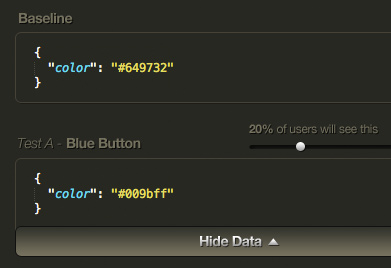 Baseline
{
"color": "#649732"
}
20% of users will see this
Test A - Blue Button
{
"color": "#009bff"
}
Hide Data